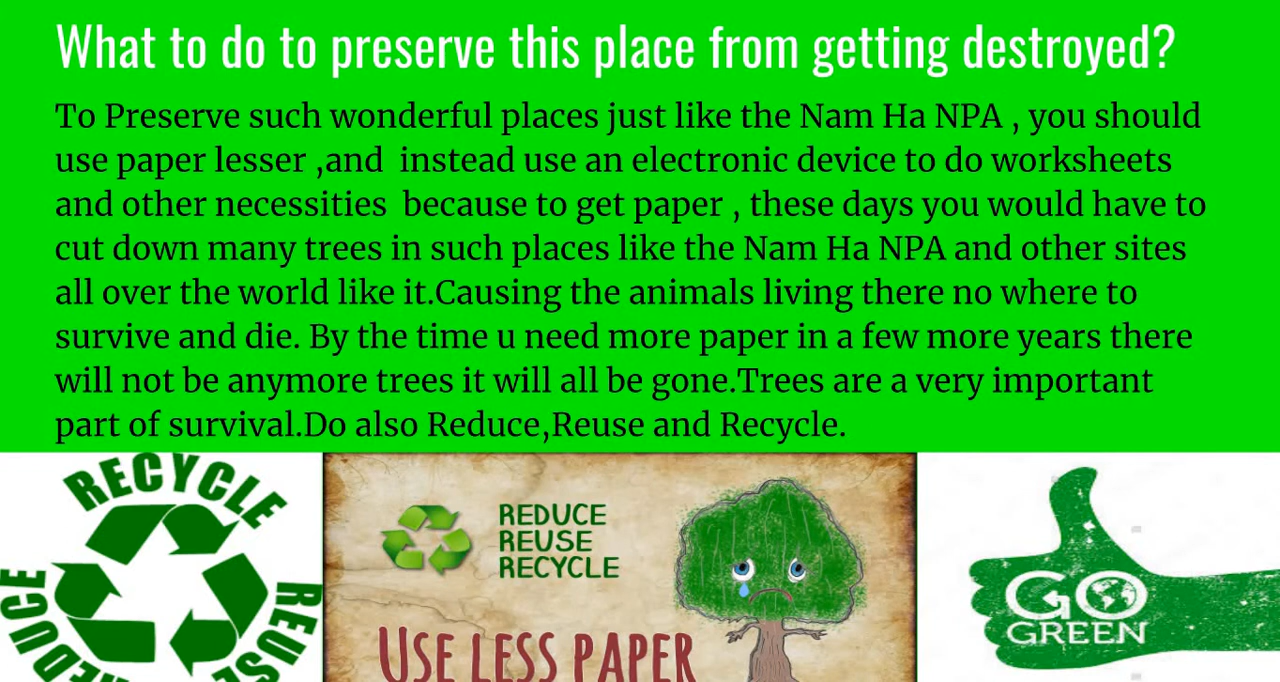 What to do to preserve this place from getting destroyed?
To Preserve such wonderful places just like the Nam Ha NPA , you should
use paper lesser ,and  instead use an electronic device to do worksheets
and other necessities  because to get paper , these days you would have to
cut down many trees in such places like the Nam Ha NPA and other sites
all over the world like it.Causing the animals living there no where to
survive and die. By the time u need more paper in a few more years there
will not be anymore trees it will all be gone.Trees are a very important
part of survival.Do also Reduce,Reuse and Recycle.
RECYCLE
REUSE
REDUCE
REDUCE
REUSE
RECYCLE
USE LESS PAPER
GO
GREEN